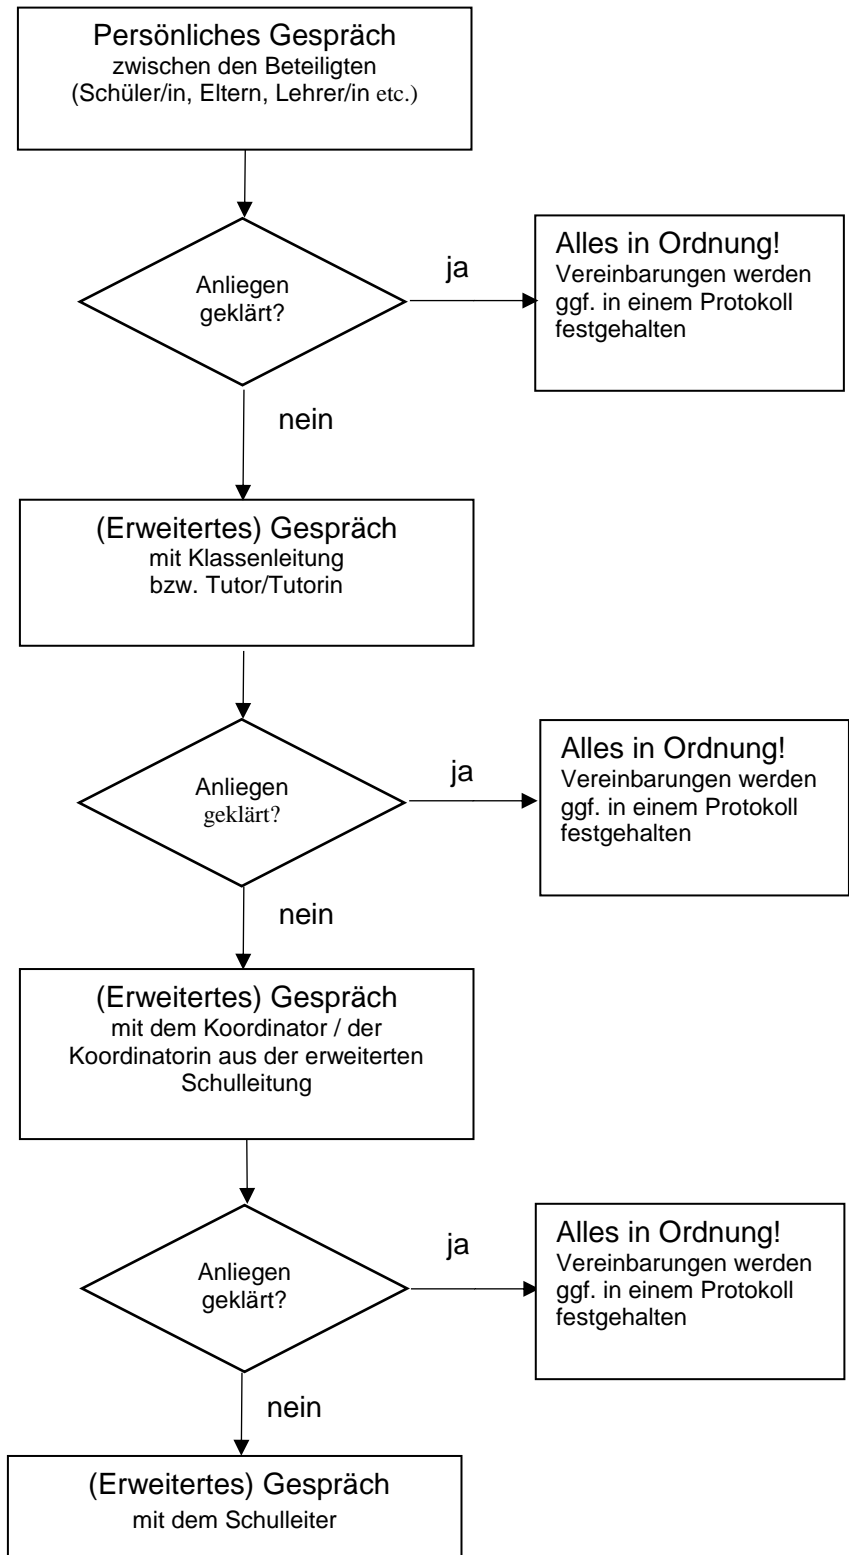 Persönliches Gespräch
zwischen den Beteiligten
(Schüler/in, Eltern, Lehrer/in etc.)
Anliegen
geklärt?
ja
Alles in Ordnung!
Vereinbarungen werden
ggf. in einem Protokoll
festgehalten
nein
(Erweitertes) Gespräch
mit Klassenleitung
bzw. Tutor/Tutorin
Anliegen
geklärt?
ja
Alles in Ordnung!
Vereinbarungen werden
ggf. in einem Protokoll
festgehalten
nein
(Erweitertes) Gespräch
mit dem Koordinator / der
Koordinatorin aus der erweiterten
Schulleitung
Anliegen
geklärt?
ja
Alles in Ordnung!
Vereinbarungen werden
ggf. in einem Protokoll
festgehalten
nein
(Erweitertes) Gespräch
mit dem Schulleiter